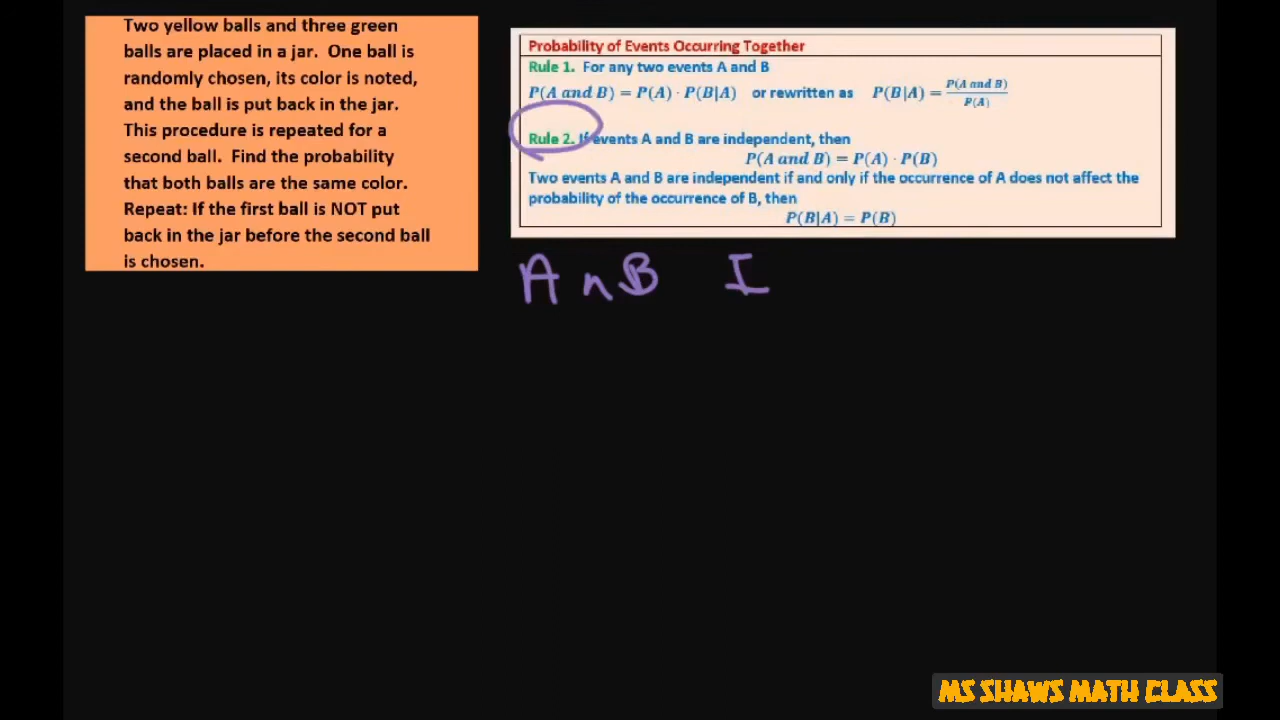 Two yellow balls and three green
balls are placed in a jar. One ball is
randomly chosen, its color is noted,
and the ball is put back in the jar.
This procedure is repeated for a
second ball. Find the probability
that both balls are the same color.
Repeat: If the first ball is NOT put
back in the jar before the second ball
is chosen.
Probability of Events Occurring Together
Rule 1. For any two events A and B
P(A and B) = P(A) · P(B|A) or rewritten as P(B|A) = P(A and B)/P(A)
Rule 2. If events A and B are independent, then
P(A and B) = P(A) · P(B)
Two events A and B are independent if and only if the occurrence of A does not affect the
probability of the occurrence of B, then
P(B|A) = P(B)
A n B I
MS SHAWS MATH CLASS